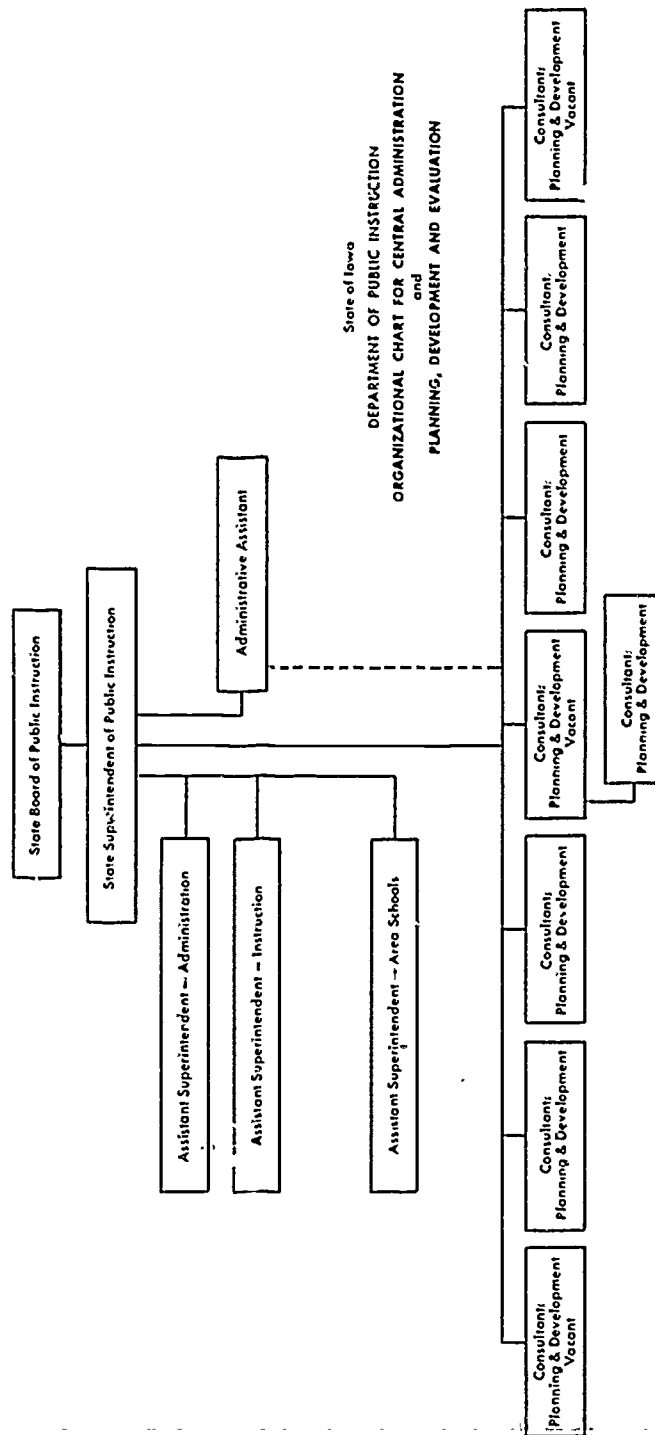 State of Iowa
DEPARTMENT OF PUBLIC INSTRUCTION
ORGANIZATIONAL CHART FOR CENTRAL ADMINISTRATION
and
PLANNING, DEVELOPMENT AND EVALUATION
State Board of Public Instruction
State Superintendent of Public Instruction
Administrative Assistant
Assistant Superintendent — Administration
Assistant Superintendent — Instruction
Assistant Superintendent — Area Schools
Consultant;
Planning & Development
Vacant
Consultant;
Planning & Development
Consultant;
Planning & Development
Consultant;
Planning & Development
Vacant
Consultant;
Planning & Development
Consultant;
Planning & Development
Consultant,
Planning & Development
Consultant;
Planning & Development
Vacant